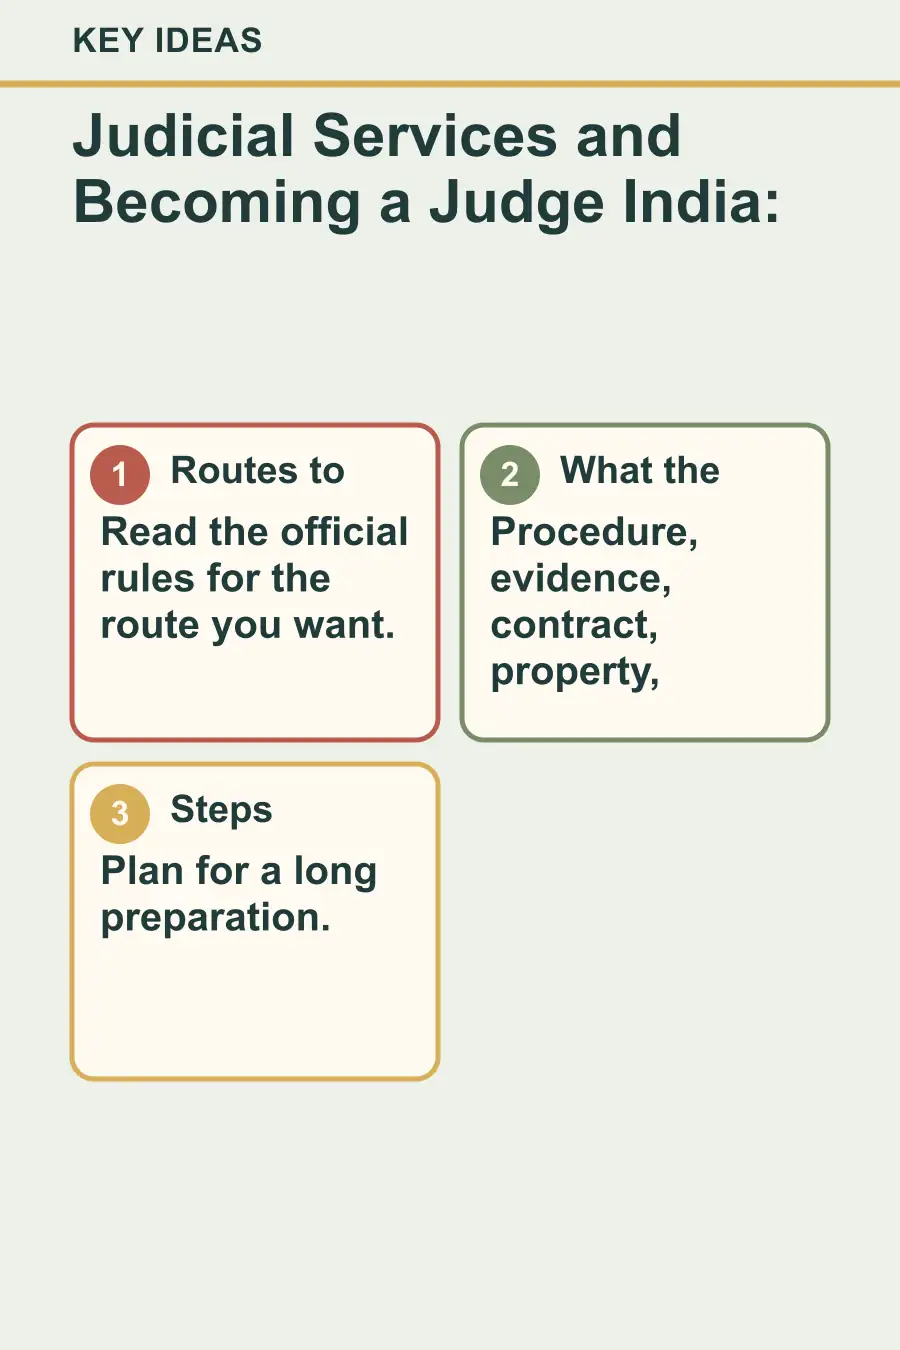 KEY IDEAS
Judicial Services and
Becoming a Judge India:
1 Routes to
Read the official
rules for the
route you want.
2 What the
Procedure,
evidence,
contract,
property,
3 Steps
Plan for a long
preparation.